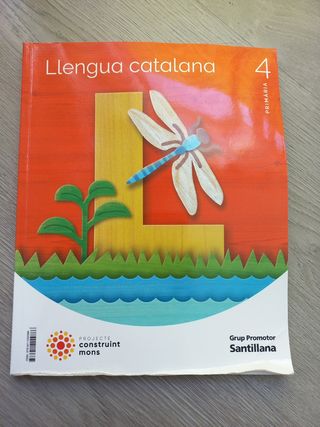 Llengua catalana
4
PRIMÀRIA
L
PROJECTE
construint
mons
Grup Promotor
Santillana